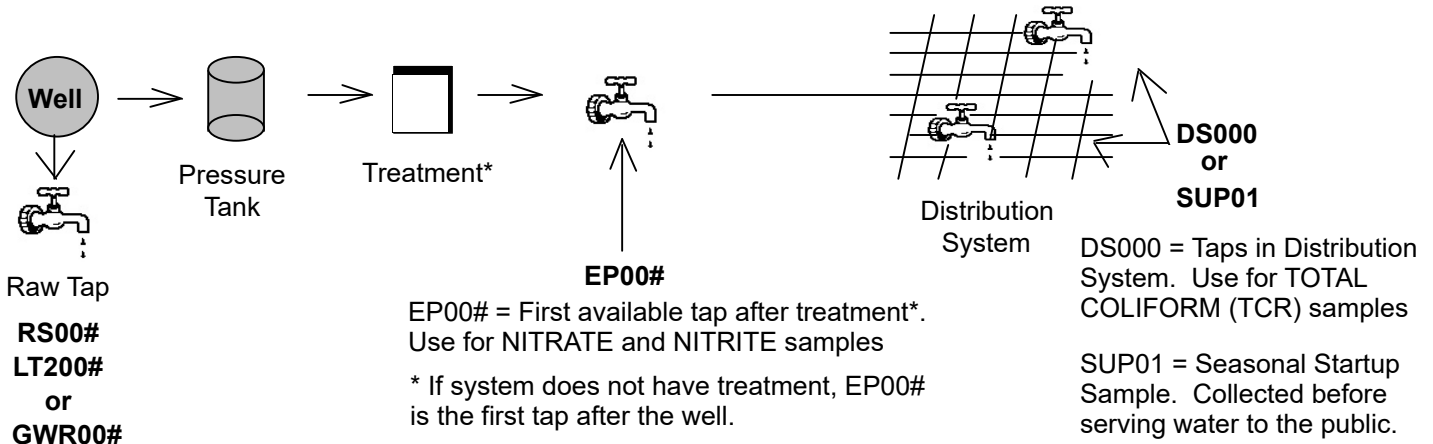 Well
Raw Tap
RS00#
LT200#
or
GWR00#
Pressure
Tank
Treatment*
EP00#
EP00# = First available tap after treatment*.
Use for NITRATE and NITRITE samples
* If system does not have treatment, EP00#
is the first tap after the well.
Distribution
System
DS000
or
SUP01
DS000 = Taps in Distribution
System. Use for TOTAL
COLIFORM (TCR) samples
SUP01 = Seasonal Startup
Sample. Collected before
serving water to the public.